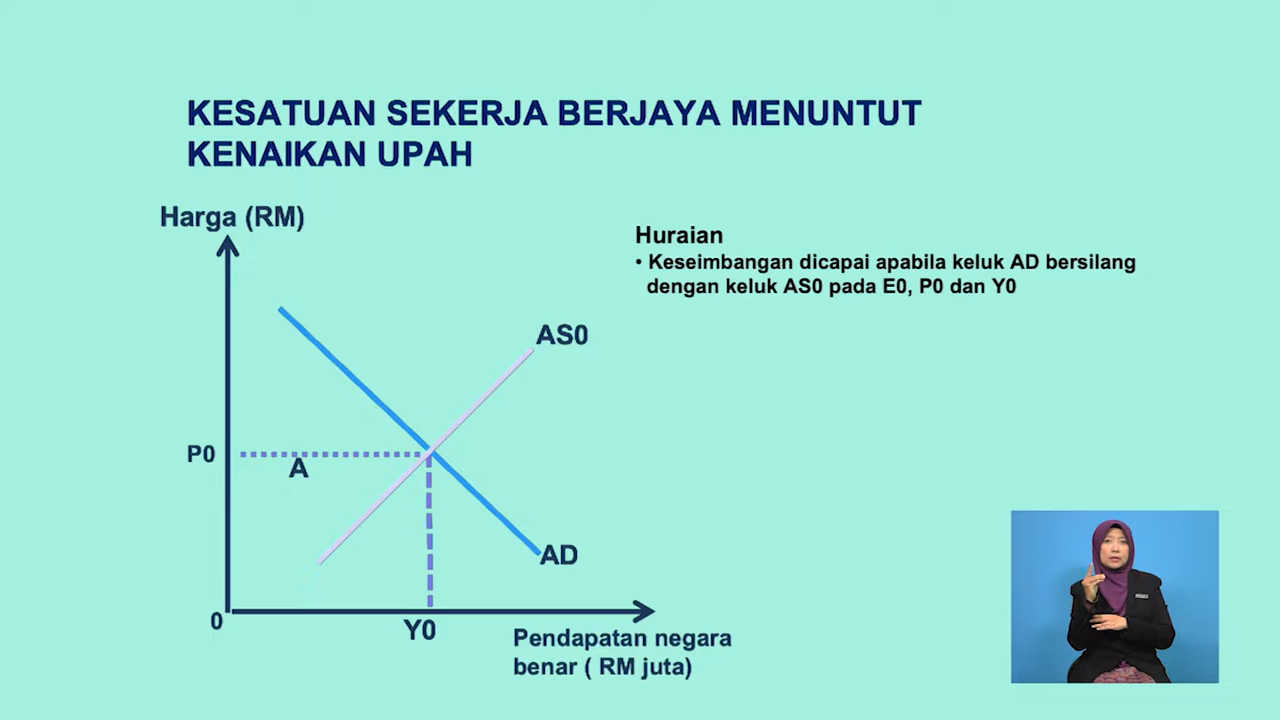 KESATUAN SEKERJA BERJAYA MENUNTUT
KENAIKAN UPAH
Harga (RM)
Huraian
• Keseimbangan dicapai apabila keluk AD bersilang
dengan keluk AS0 pada E0, P0 dan Y0
AS0
P0
A
AD
0
Y0
Pendapatan negara
benar ( RM juta)